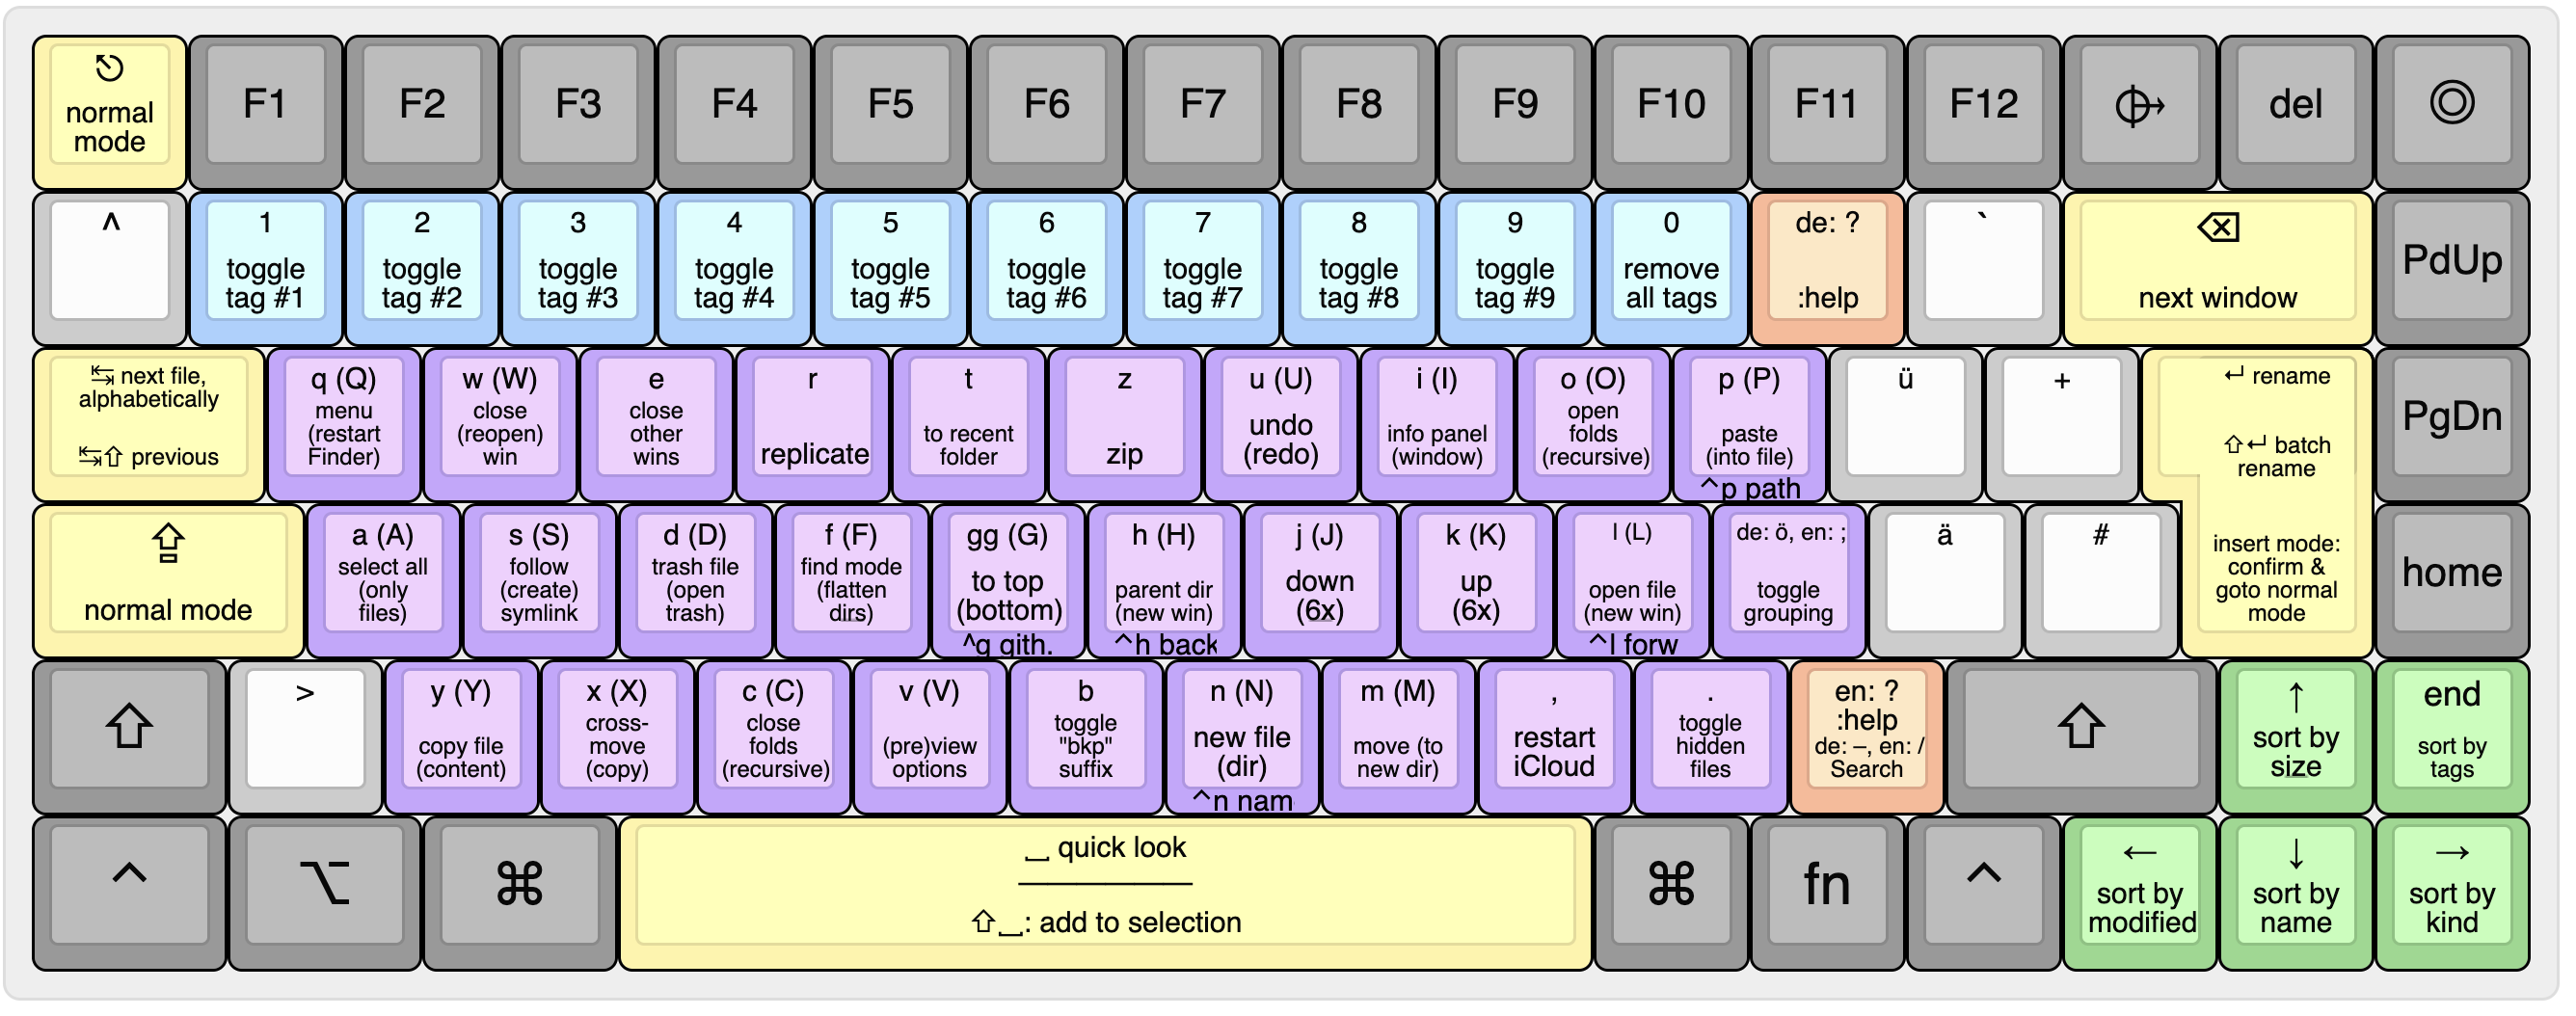 normal
mode
F1
F2
F3
F4
F5
F6
F7
F8
F9
F10
F11
F12
del
^
1
toggle
tag #1
2
toggle
tag #2
3
toggle
tag #3
4
toggle
tag #4
5
toggle
tag #5
6
toggle
tag #6
7
toggle
tag #7
8
toggle
tag #8
9
toggle
tag #9
0
remove
all tags
de: ?
:help
`
⌫
next window
PdUp
↹ next file,
alphabetically
↹⇧ previous
q (Q)
menu
(restart
Finder)
w (W)
close
(reopen)
win
e
close
other
wins
r
replicate
t
to recent
folder
z
zip
u (U)
undo
(redo)
i (I)
info panel
(window)
o (O)
open
folds
(recursive)
p (P)
paste
(into file)
^p path
ü
+
↵ rename
⇧↵ batch
rename
insert mode:
confirm &
goto normal
mode
PgDn
⇪
normal mode
a (A)
select all
(only
files)
s (S)
follow
(create)
symlink
d (D)
trash file
(open
trash)
f (F)
find mode
(flatten
dirs)
gg (G)
to top
(bottom)
^g gith.
h (H)
parent dir
(new win)
^h back
j (J)
down
(6x)
k (K)
up
(6x)
l (L)
open file
(new win)
^l forw
de: ö, en: ;
toggle
grouping
ä
#
home
⇧
>
y (Y)
copy file
(content)
x (X)
cross-
move
(copy)
c (C)
close
folds
(recursive)
v (V)
(pre)view
options
b
toggle
"bkp"
suffix
n (N)
new file
(dir)
^n nam
m (M)
move (to
new dir)
,
restart
iCloud
.
toggle
hidden
files
en: ?
:help
de: –, en: /
Search
⇧
↑
sort by
size
end
sort by
tags
^
⌥
⌘
⎵ quick look
⇧⎵: add to selection
⌘
fn
^
←
sort by
modified
↓
sort by
name
→
sort by
kind